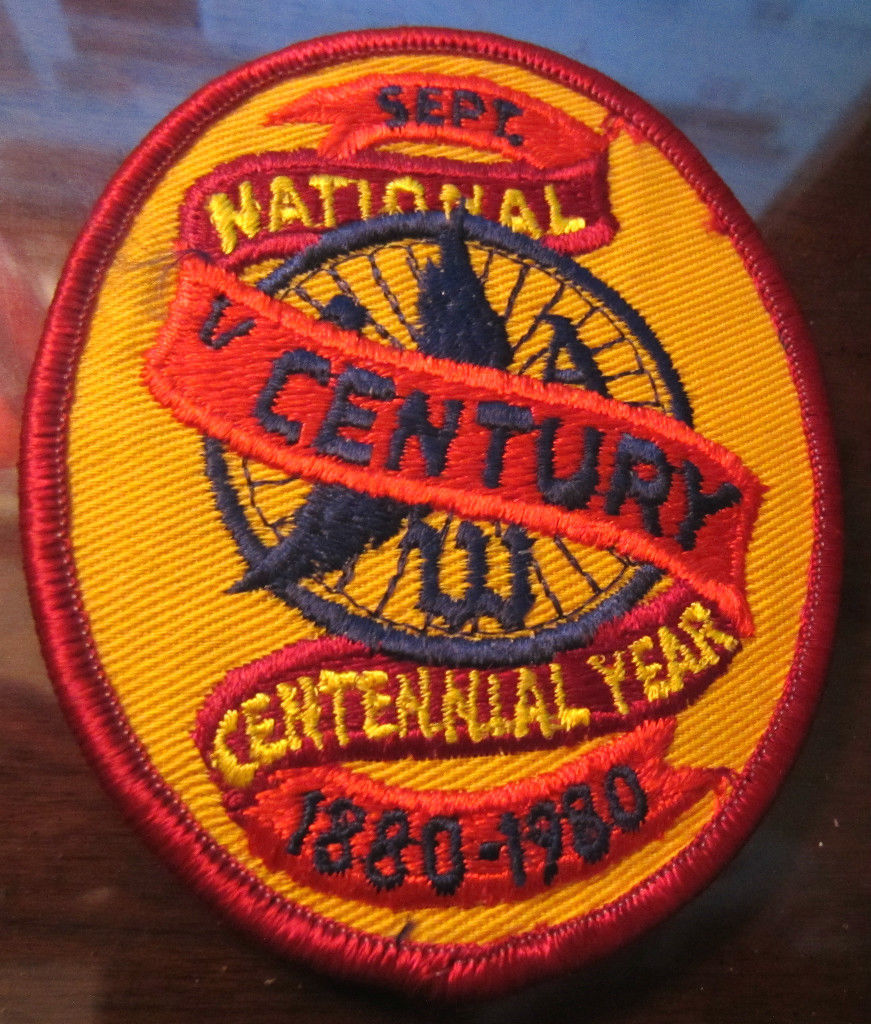 SEPT.
NATIONAL
V CENTURY
L A W
CENTENNIAL YEAR
1880-1980